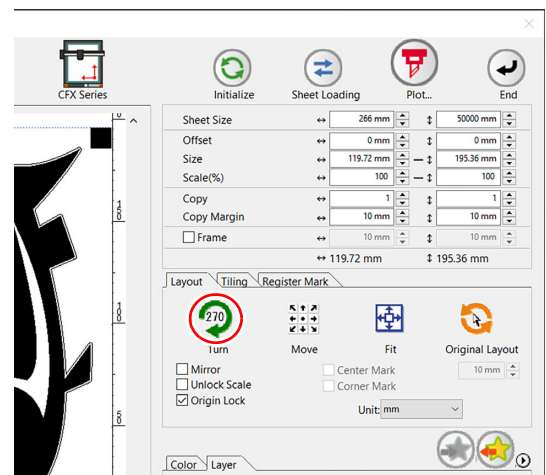 CFX Series
Initialize
Sheet Loading
Plot...
End
Sheet Size 266 mm 50000 mm
Offset 0 mm 0 mm
Size 119.72 mm 195.36 mm
Scale(%) 100 100
Copy 1 1
Copy Margin 10 mm 10 mm
Frame 10 mm 10 mm
119.72 mm 195.36 mm
Layout Tiling Register Mark
270
Turn Move Fit Original Layout
Mirror Center Mark 10 mm
Unlock Scale Corner Mark
Origin Lock
Unit: mm
Color Layer